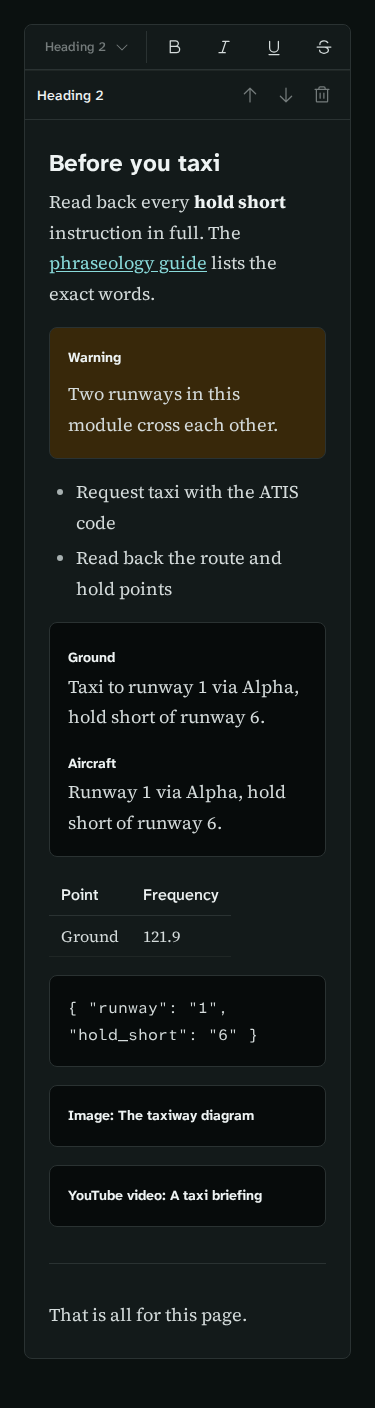 Heading 2
B I U S
Heading 2
Before you taxi
Read back every hold short
instruction in full. The
phraseology guide lists the
exact words.
Warning
Two runways in this
module cross each other.
• Request taxi with the ATIS
code
• Read back the route and
hold points
Ground
Taxi to runway 1 via Alpha,
hold short of runway 6.
Aircraft
Runway 1 via Alpha, hold
short of runway 6.
Point Frequency
Ground 121.9
{ "runway": "1",
"hold_short": "6" }
Image: The taxiway diagram
YouTube video: A taxi briefing
That is all for this page.